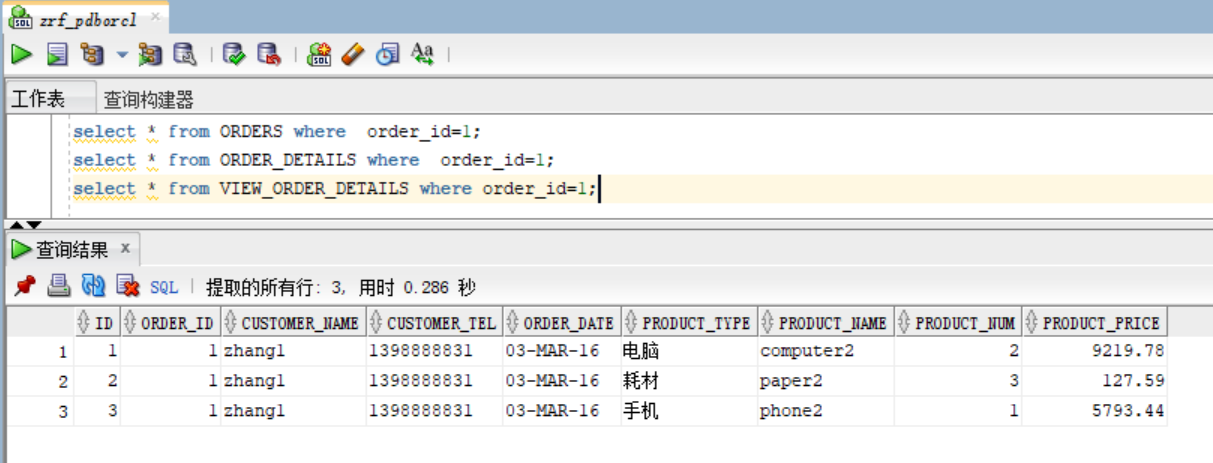 zrf_pdborcl
工作表 查询构建器
select * from ORDERS where  order_id=1;
select * from ORDER_DETAILS where  order_id=1;
select * from VIEW_ORDER_DETAILS where order_id=1;
查询结果 x
SQL | 提取的所有行: 3, 用时 0.286 秒
ID ORDER_ID CUSTOMER_NAME CUSTOMER_TEL ORDER_DATE PRODUCT_TYPE PRODUCT_NAME PRODUCT_NUM PRODUCT_PRICE
1 1 1 zhang1 1398888831 03-MAR-16 电脑 computer2 2 9219.78
2 2 1 zhang1 1398888831 03-MAR-16 耗材 paper2 3 127.59
3 3 1 zhang1 1398888831 03-MAR-16 手机 phone2 1 5793.44